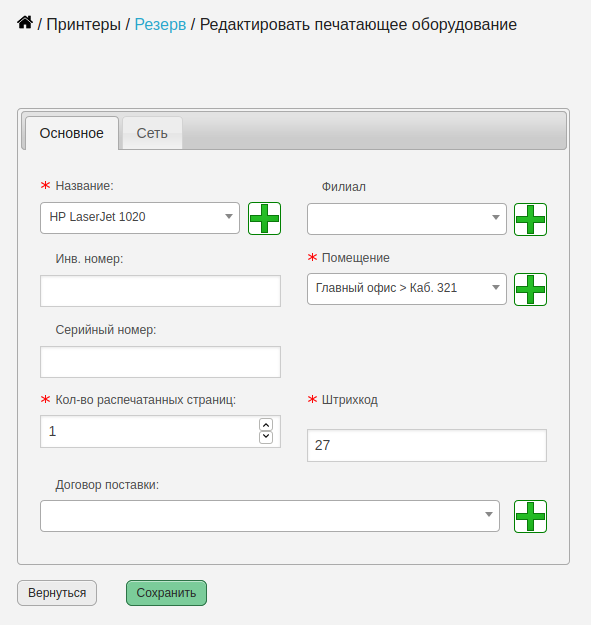 / Принтеры / Резерв / Редактировать печатающее оборудование
Основное
Сеть
* Название:
HP LaserJet 1020
Филиал
Инв. номер:
* Помещение
Главный офис > Каб. 321
Серийный номер:
* Кол-во распечатанных страниц:
1
* Штрихкод
27
Договор поставки:
Вернуться
Сохранить